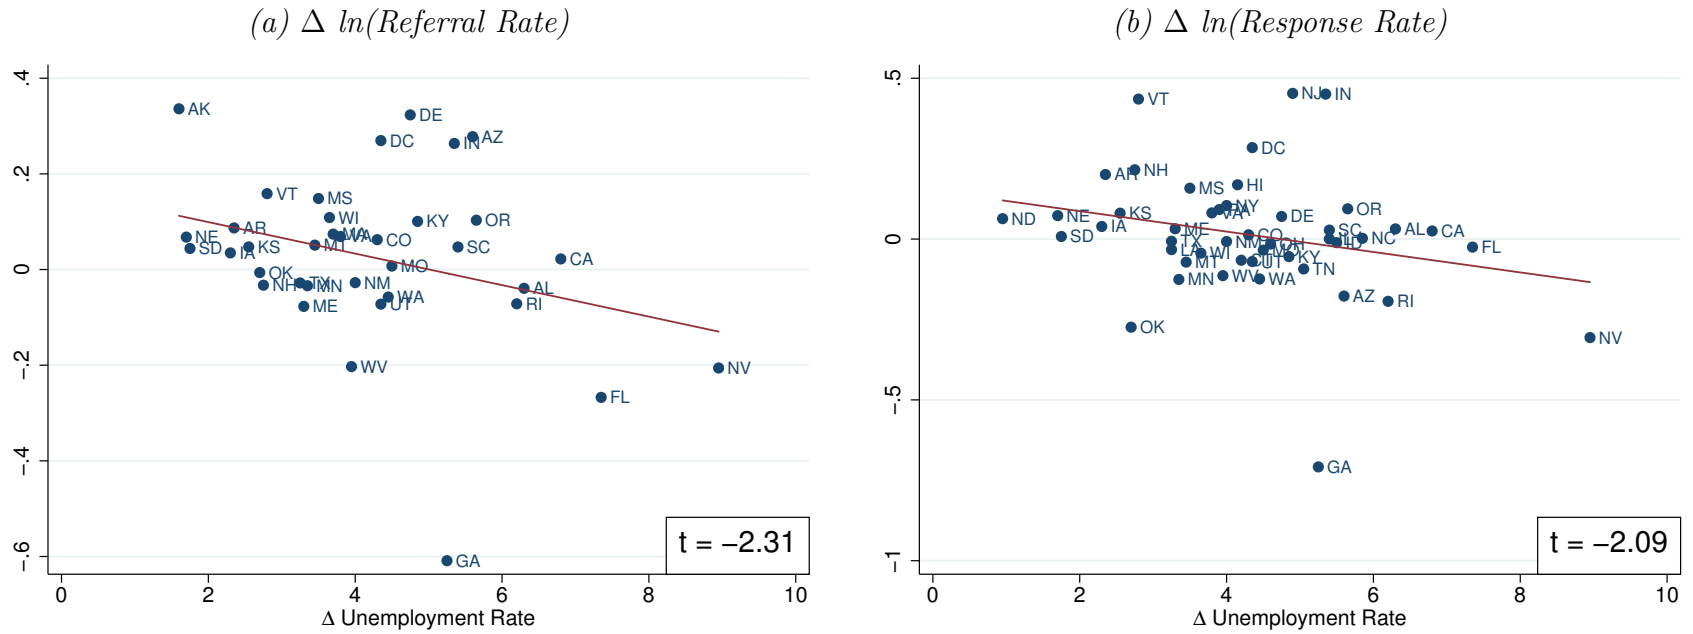 (a) Δ ln(Referral Rate)
.4
.2
0
−.2
−.4
−.6
AK
DE
DC
AZ
IN
VT
MS
WI
KY
OR
AR
NE
MA
VA
CO
SD
KS
IA
MT
SC
CA
MO
OK
NH
TX
MN
NM
AL
ME
WA
UT
RI
WV
NV
FL
GA
t = −2.31
0 2 4 6 8 10
Δ Unemployment Rate
(b) Δ ln(Response Rate)
.5
0
−.5
−1
VT
NJ
IN
DC
AR
NH
MS
HI
NY
VA
ND
NE
KS
DE
OR
SD
IA
ME
CO
SC
AL
CA
TX
NM
OH
ID
NC
FL
LA
WI
MO
KY
MT
UT
TN
MN
WV
WA
AZ
RI
OK
NV
GA
t = −2.09
0 2 4 6 8 10
Δ Unemployment Rate